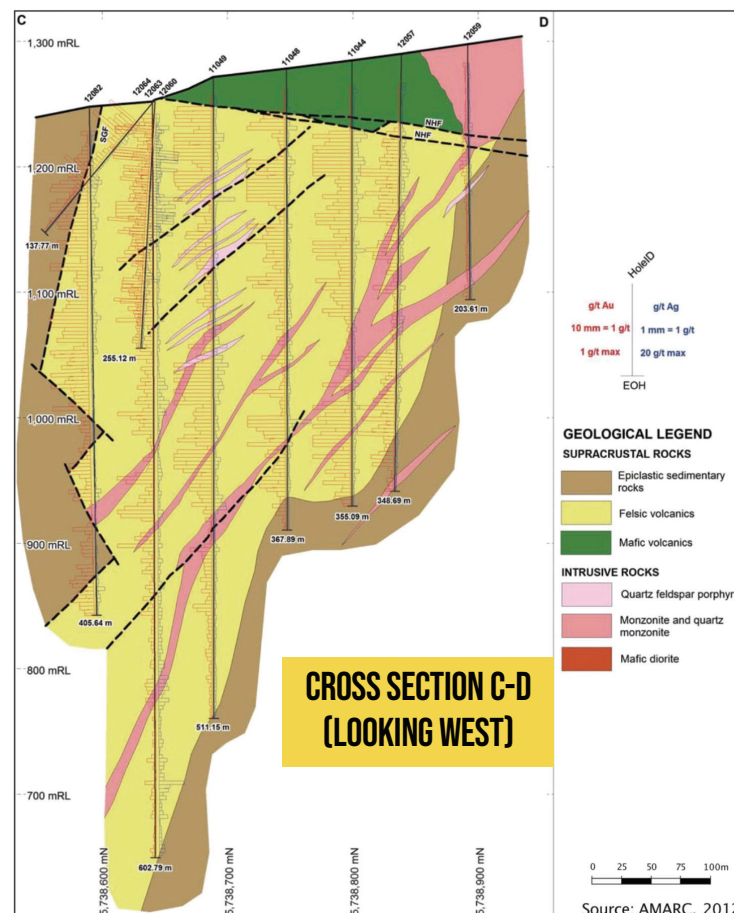 C
D
1,300 mRL
1,200 mRL
1,100 mRL
1,000 mRL
900 mRL
800 mRL
700 mRL
12082
12064
12063
12060
11049
11048
11044
12057
12059
SGF
NHF
NHF
137.77 m
255.12 m
203.61 m
348.69 m
355.09 m
367.89 m
405.64 m
511.15 m
602.79 m
5,738,600 mN
5,738,700 mN
5,738,800 mN
5,738,900 mN
CROSS SECTION C-D
(LOOKING WEST)
HoleID
g/t Au
g/t Ag
10 mm = 1 g/t
1 mm = 1 g/t
1 g/t max
20 g/t max
EOH
GEOLOGICAL LEGEND
SUPRACRUSTAL ROCKS
Epiclastic sedimentary
rocks
Felsic volcanics
Mafic volcanics
INTRUSIVE ROCKS
Quartz feldspar porphyr
Monzonite and quartz
monzonite
Mafic diorite
0 25 50 75 100m
Source: AMARC, 2012